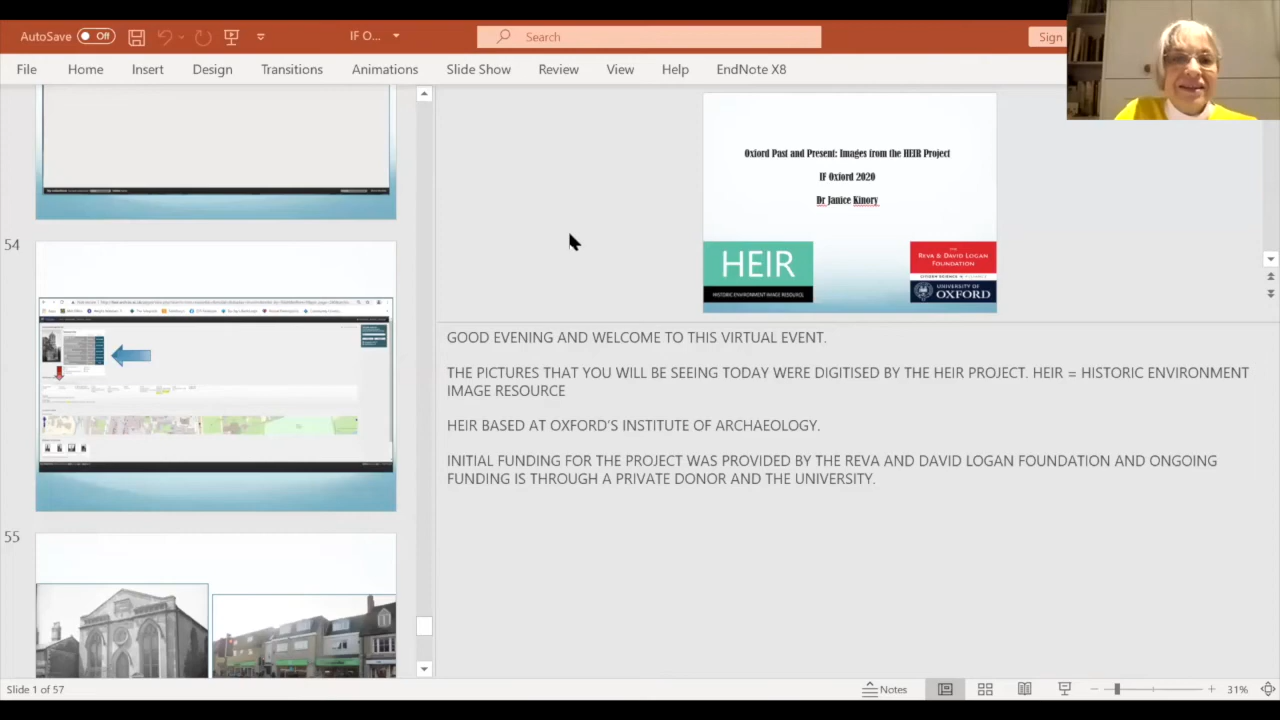 AutoSave Off IF O... Search Sign
File Home Insert Design Transitions Animations Slide Show Review View Help EndNote X8
54
55
Oxford Past and Present: Images from the HEIR Project
IF Oxford 2020
Dr Janice Kinory
HEIR
HISTORIC ENVIRONMENT IMAGE RESOURCE
THE
REVA & DAVID LOGAN
FOUNDATION
UNIVERSITY OF
OXFORD
GOOD EVENING AND WELCOME TO THIS VIRTUAL EVENT.
THE PICTURES THAT YOU WILL BE SEEING TODAY WERE DIGITISED BY THE HEIR PROJECT. HEIR = HISTORIC ENVIRONMENT
IMAGE RESOURCE
HEIR BASED AT OXFORD'S INSTITUTE OF ARCHAEOLOGY.
INITIAL FUNDING FOR THE PROJECT WAS PROVIDED BY THE REVA AND DAVID LOGAN FOUNDATION AND ONGOING
FUNDING IS THROUGH A PRIVATE DONOR AND THE UNIVERSITY.
Slide 1 of 57 Notes 31%